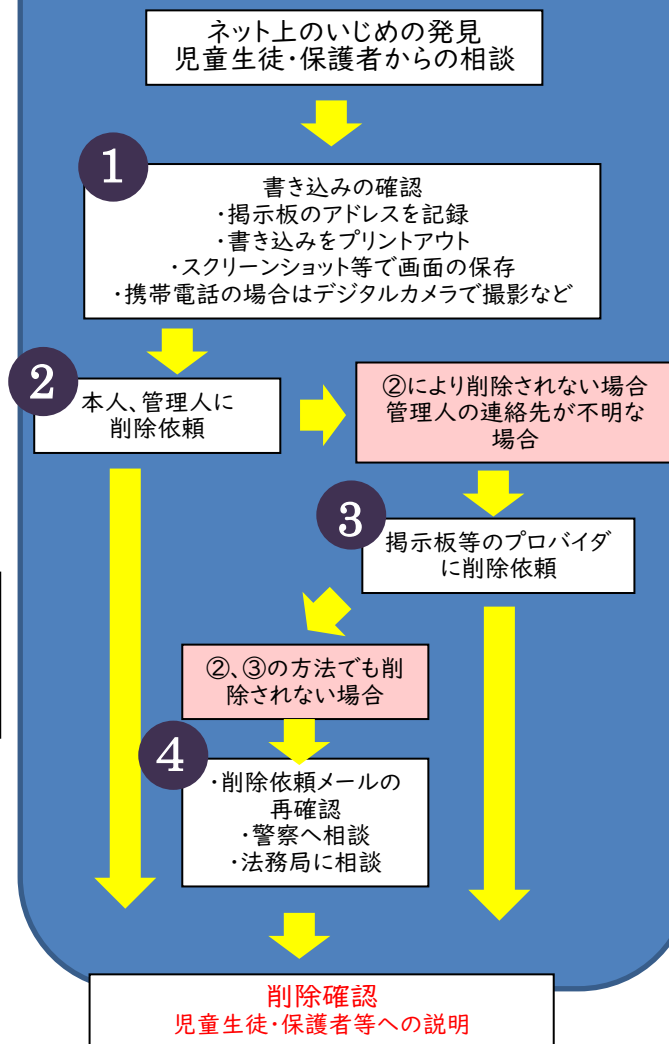 ネット上のいじめの発見
児童生徒・保護者からの相談
1
書き込みの確認
・掲示板のアドレスを記録
・書き込みをプリントアウト
・スクリーンショット等で画面の保存
・携帯電話の場合はデジタルカメラで撮影など
2
本人、管理人に
削除依頼
②により削除されない場合
管理人の連絡先が不明な
場合
3
掲示板等のプロバイダ
に削除依頼
②、③の方法でも削
除されない場合
4
・削除依頼メールの
再確認
・警察へ相談
・法務局に相談
削除確認
児童生徒・保護者等への説明